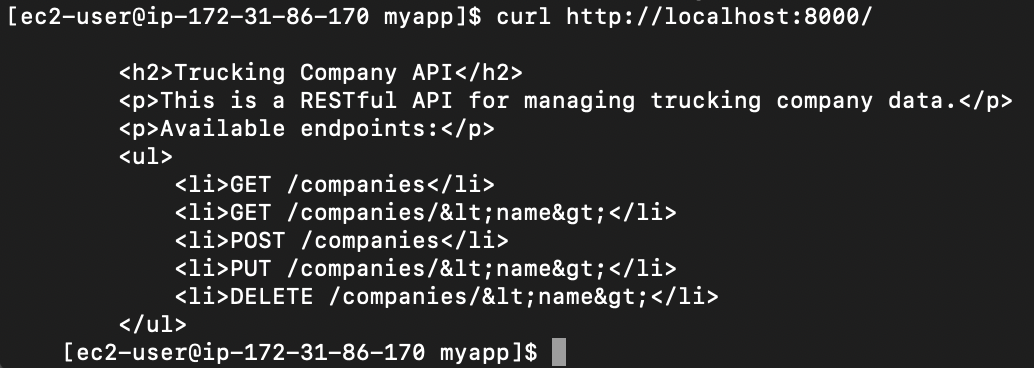 [ec2-user@ip-172-31-86-170 myapp]$ curl http://localhost:8000/
<h2>Trucking Company API</h2>
<p>This is a RESTful API for managing trucking company data.</p>
<p>Available endpoints:</p>
<ul>
<li>GET /companies</li>
<li>GET /companies/&lt;name&gt;</li>
<li>POST /companies</li>
<li>PUT /companies/&lt;name&gt;</li>
<li>DELETE /companies/&lt;name&gt;</li>
</ul>
[ec2-user@ip-172-31-86-170 myapp]$